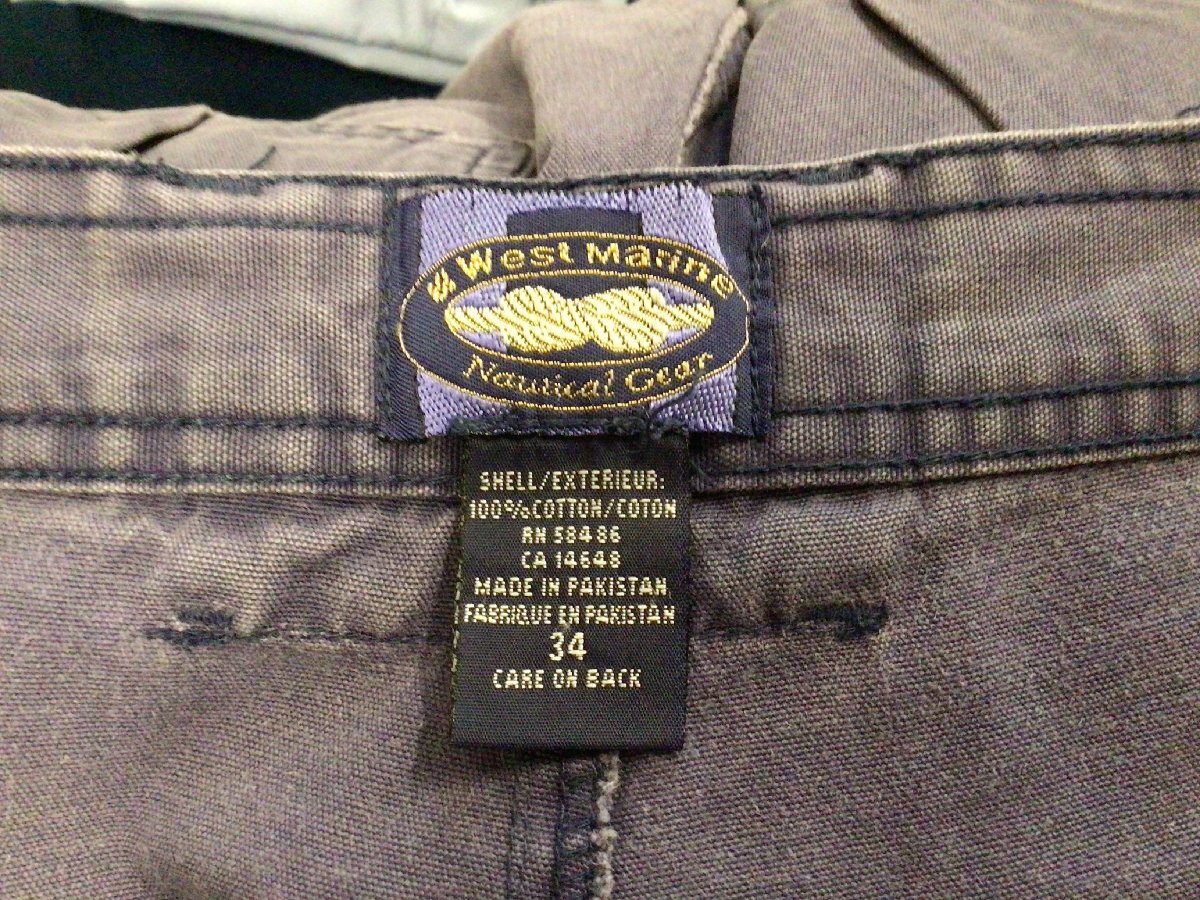 West Marine
Nautical Gear
SHELL/EXTERIEUR:
100% COTTON/COTON
RN 58486
CA 14648
MADE IN PAKISTAN
FABRIQUE EN PAKISTAN
34
CARE ON BACK